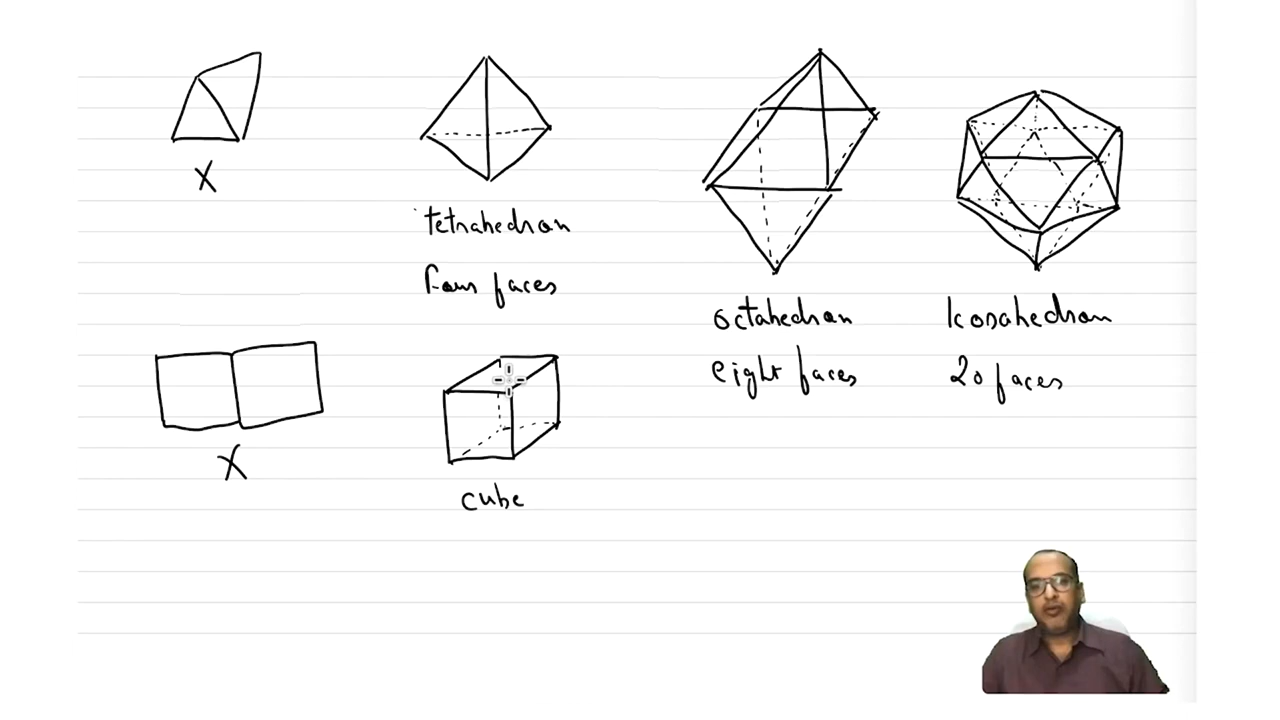 X
tetrahedron
four faces
octahedron
eight faces
Icosahedron
20 faces
X
cube